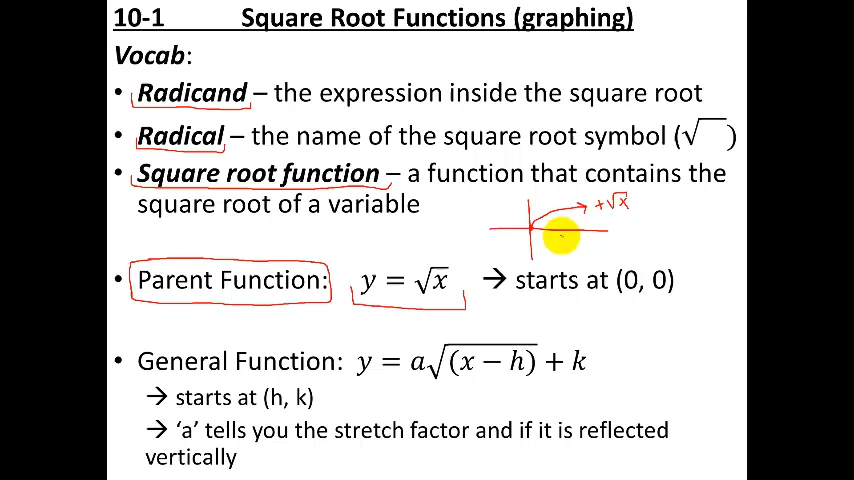 10-1 Square Root Functions (graphing)
Vocab:
• Radicand – the expression inside the square root
• Radical – the name of the square root symbol (√ )
• Square root function – a function that contains the
square root of a variable
+√x
• Parent Function: y = √x → starts at (0, 0)
• General Function: y = a√(x − h) + k
→ starts at (h, k)
→ ‘a’ tells you the stretch factor and if it is reflected
vertically